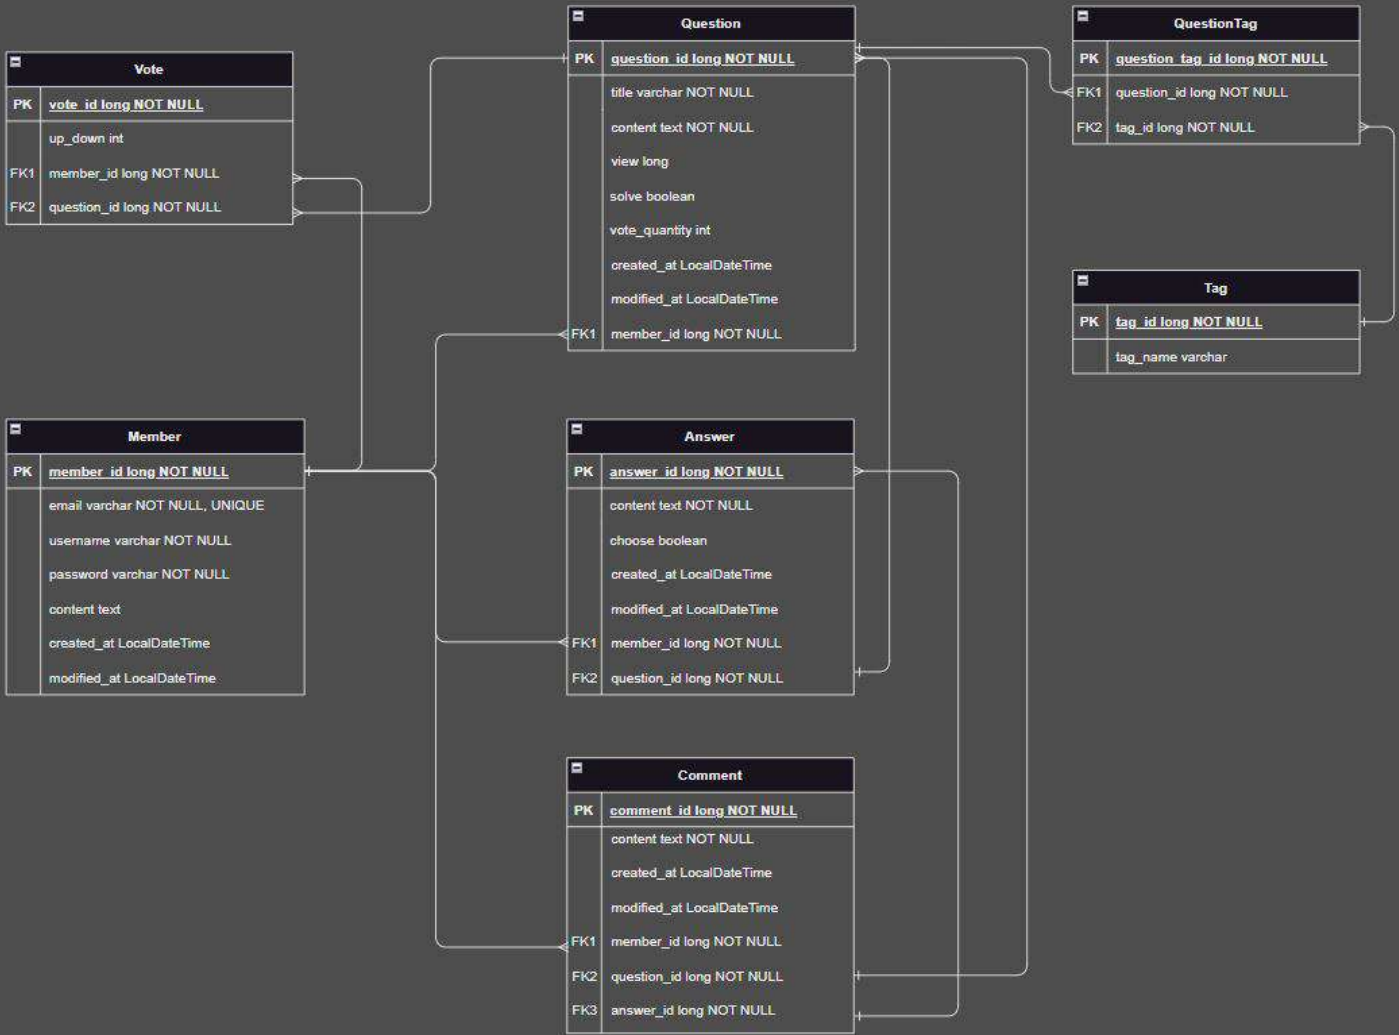 Vote
PK vote_id long NOT NULL
up_down int
FK1 member_id long NOT NULL
FK2 question_id long NOT NULL
Question
PK question_id long NOT NULL
title varchar NOT NULL
content text NOT NULL
view long
solve boolean
vote_quantity int
created_at LocalDateTime
modified_at LocalDateTime
FK1 member_id long NOT NULL
QuestionTag
PK question_tag_id long NOT NULL
FK1 question_id long NOT NULL
FK2 tag_id long NOT NULL
Tag
PK tag_id long NOT NULL
tag_name varchar
Member
PK member_id long NOT NULL
email varchar NOT NULL, UNIQUE
username varchar NOT NULL
password varchar NOT NULL
content text
created_at LocalDateTime
modified_at LocalDateTime
Answer
PK answer_id long NOT NULL
content text NOT NULL
choose boolean
created_at LocalDateTime
modified_at LocalDateTime
FK1 member_id long NOT NULL
FK2 question_id long NOT NULL
Comment
PK comment_id long NOT NULL
content text NOT NULL
created_at LocalDateTime
modified_at LocalDateTime
FK1 member_id long NOT NULL
FK2 question_id long NOT NULL
FK3 answer_id long NOT NULL